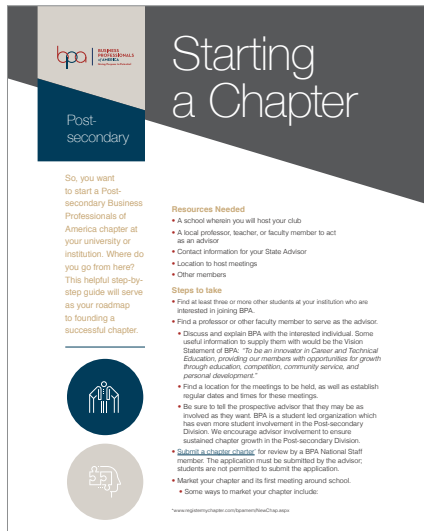 bpa
BUSINESS
PROFESSIONALS
of AMERICA
Starting
a Chapter
Post-
secondary
So, you want
to start a Post-
secondary Business
Professionals of
America chapter at
your university or
institution. Where do
you go from here?
This helpful step-by-
step guide will serve
as your roadmap
to founding a
successful chapter.
Resources Needed
• A school wherein you will host your club
• A local professor, teacher, or faculty member to act
as an advisor
• Contact information for your State Advisor
• Location to host meetings
• Other members
Steps to take
• Find at least three or more other students at your institution who are
interested in joining BPA.
• Find a professor or other faculty member to serve as the advisor.
• Discuss and explain BPA with the interested individual. Some
useful information to supply them with would be the Vision
Statement of BPA: "To be an innovator in Career and Technical
Education, providing our members with opportunities for growth
through education, competition, community service, and
personal development."
• Find a location for the meetings to be held, as well as establish
regular dates and times for these meetings.
• Be sure to tell the prospective advisor that they may be as
involved as they want. BPA is a student led organization which
has even more student involvement in the Post-secondary
Division. We encourage advisor involvement to ensure
sustained chapter growth in the Post-secondary Division.
• Submit a chapter charter* for review by a BPA National Staff
member. The application must be submitted by the advisor;
students are not permitted to submit the application.
• Market your chapter and its first meeting around school.
• Some ways to market your chapter include:
*www.registermychapter.com/bpamem/NewChap.aspx